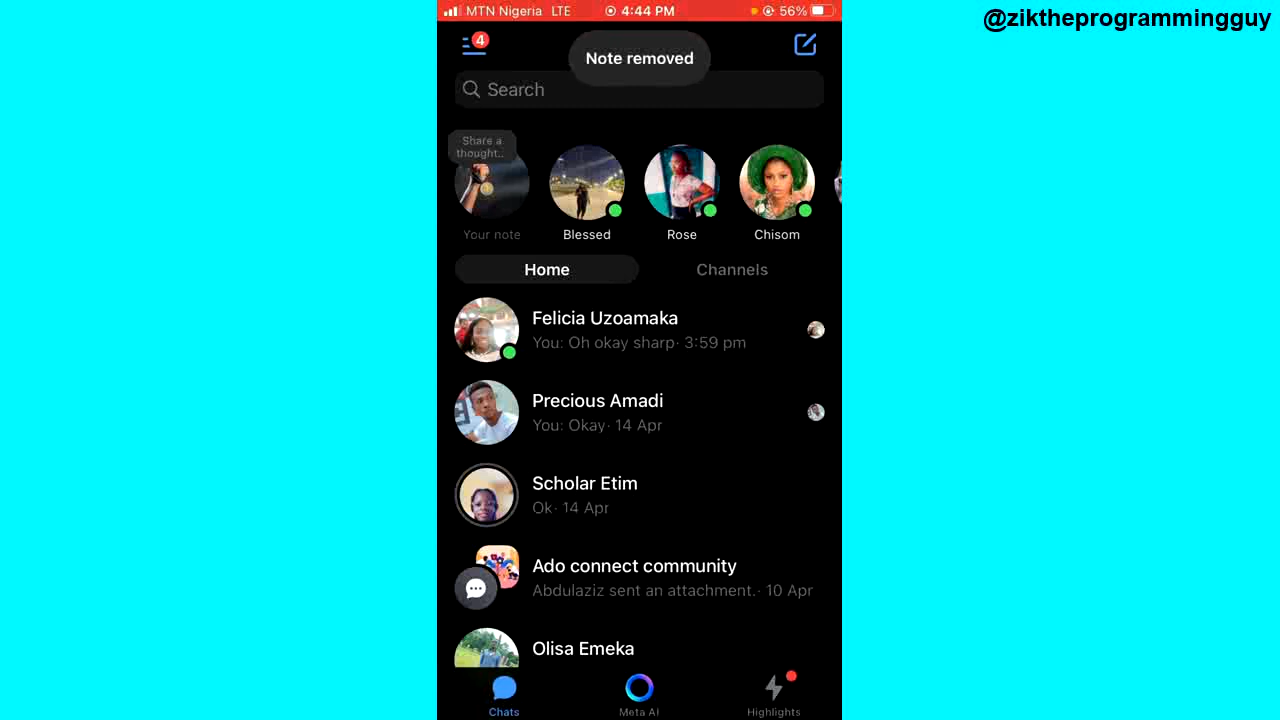 @ziktheprogrammingguy
MTN Nigeria LTE 4:44 PM 56%
4
Note removed
Search
Share a
thought..
Your note
Blessed
Rose
Chisom
Home
Channels
Felicia Uzoamaka
You: Oh okay sharp· 3:59 pm
Precious Amadi
You: Okay· 14 Apr
Scholar Etim
Ok· 14 Apr
Ado connect community
Abdulaziz sent an attachment.· 10 Apr
Olisa Emeka
Chats
Meta AI
Highlights